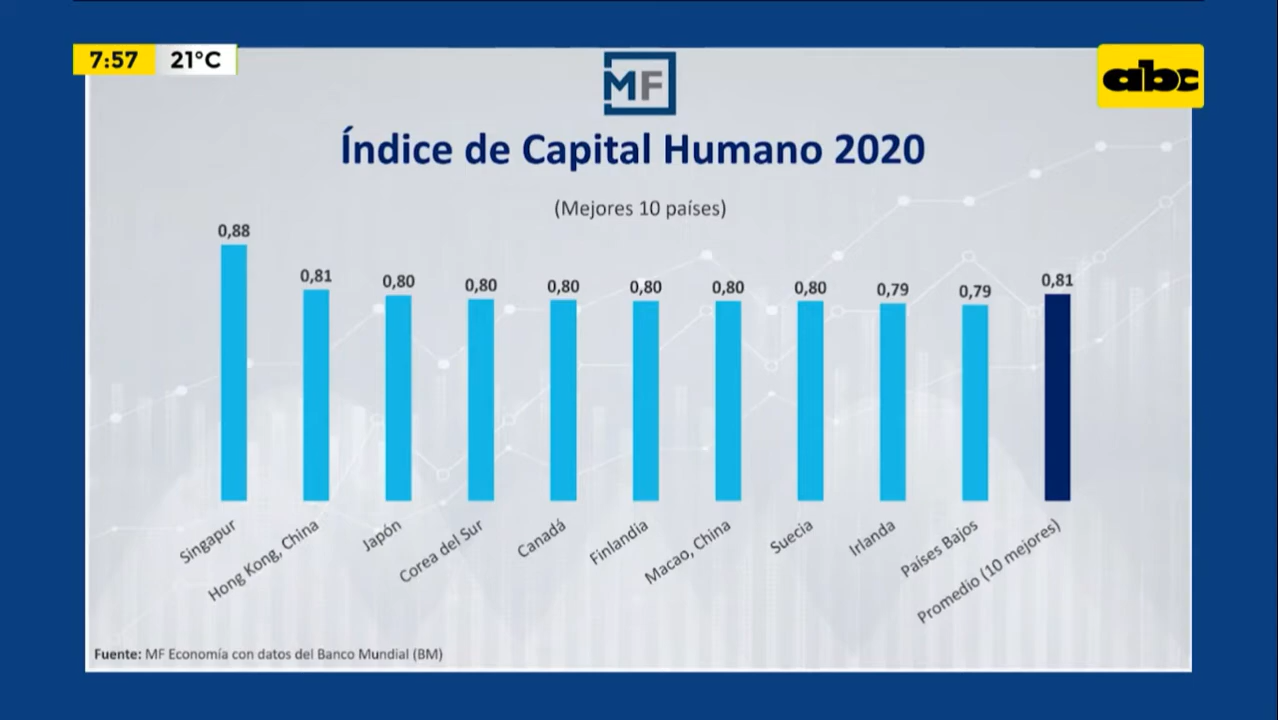 7:57 21°C
abc
MF
Índice de Capital Humano 2020
(Mejores 10 países)
0,88
0,81
0,80
0,80
0,80
0,80
0,80
0,80
0,79
0,79
0,81
Singapur
Hong Kong, China
Japón
Corea del Sur
Canadá
Finlandia
Macao, China
Suecia
Irlanda
Países Bajos
Promedio (10 mejores)
Fuente: MF Economía con datos del Banco Mundial (BM)